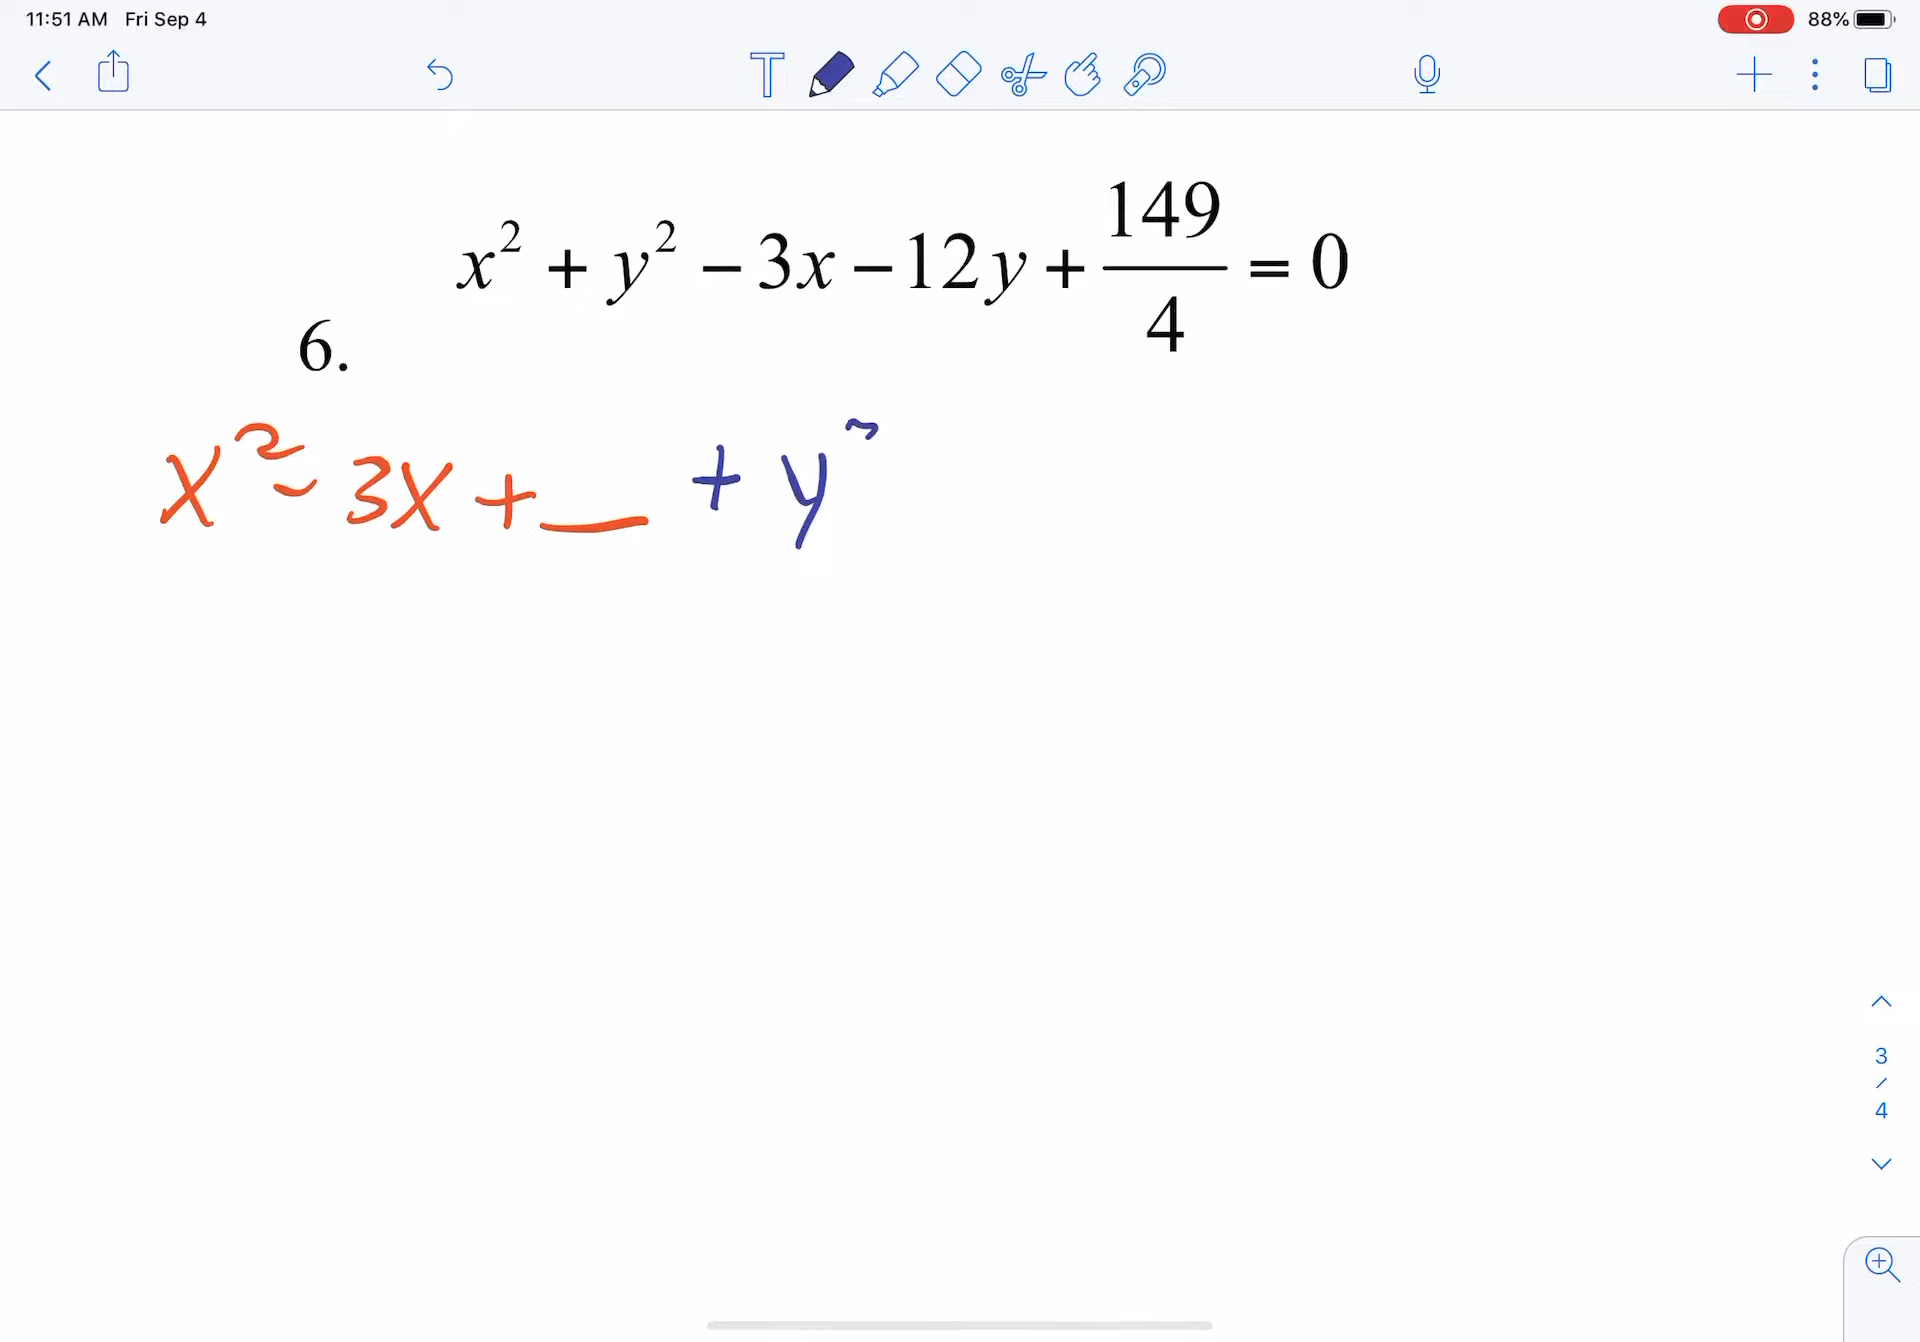 11:51 AM Fri Sep 4 88%
T
x² + y² − 3x − 12y + 149/4 = 0
6.
x² - 3x + __ + y²
3
/
4